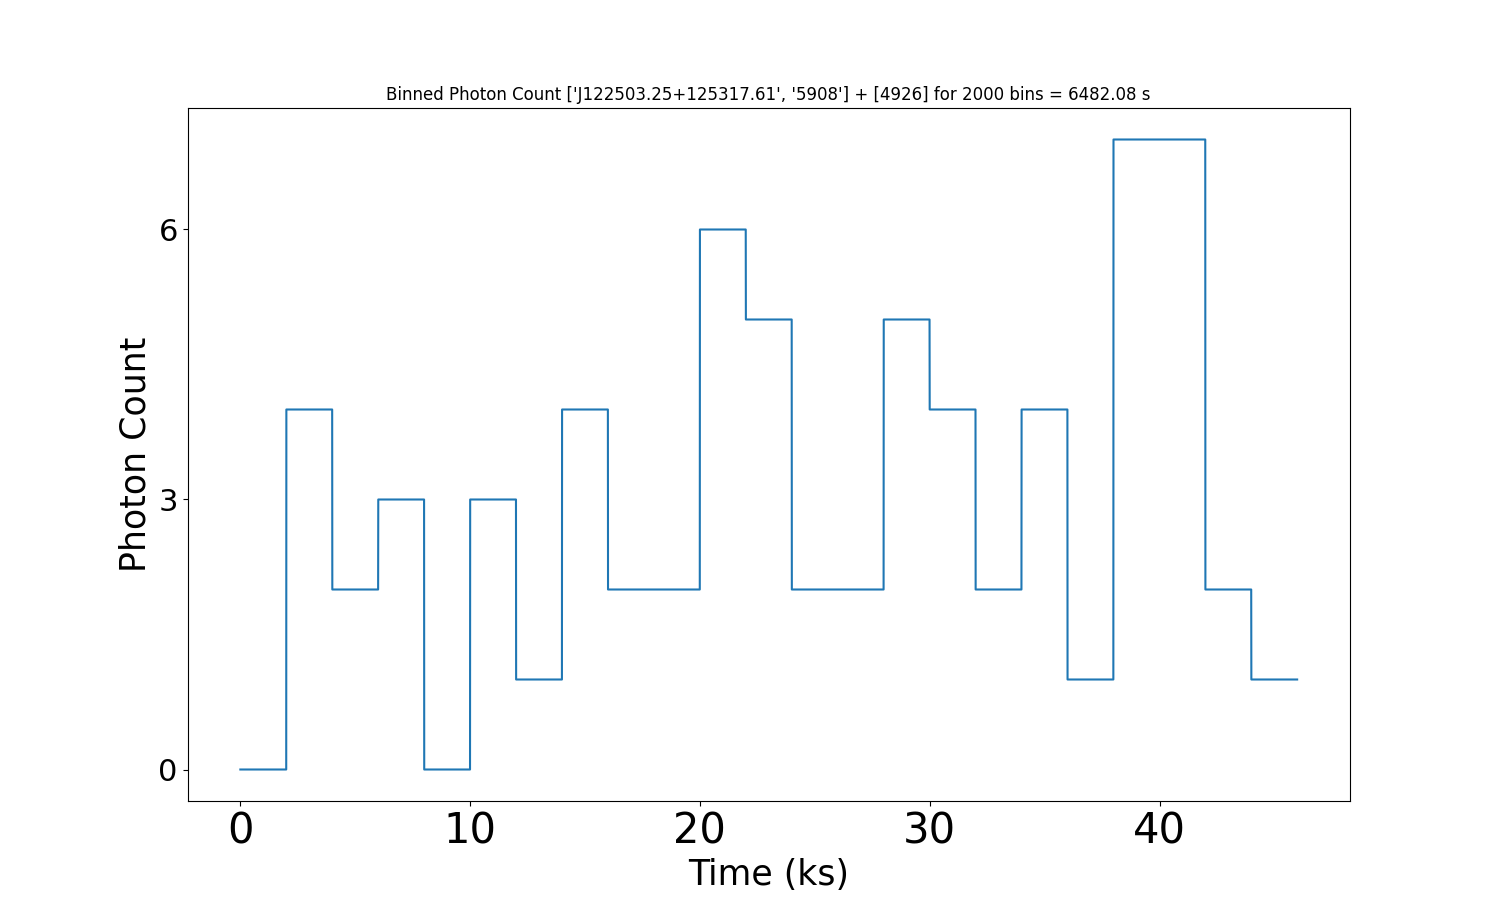 Binned Photon Count ['J122503.25+125317.61', '5908'] + [4926] for 2000 bins = 6482.08 s
Photon Count
6
3
0
0 10 20 30 40
Time (ks)